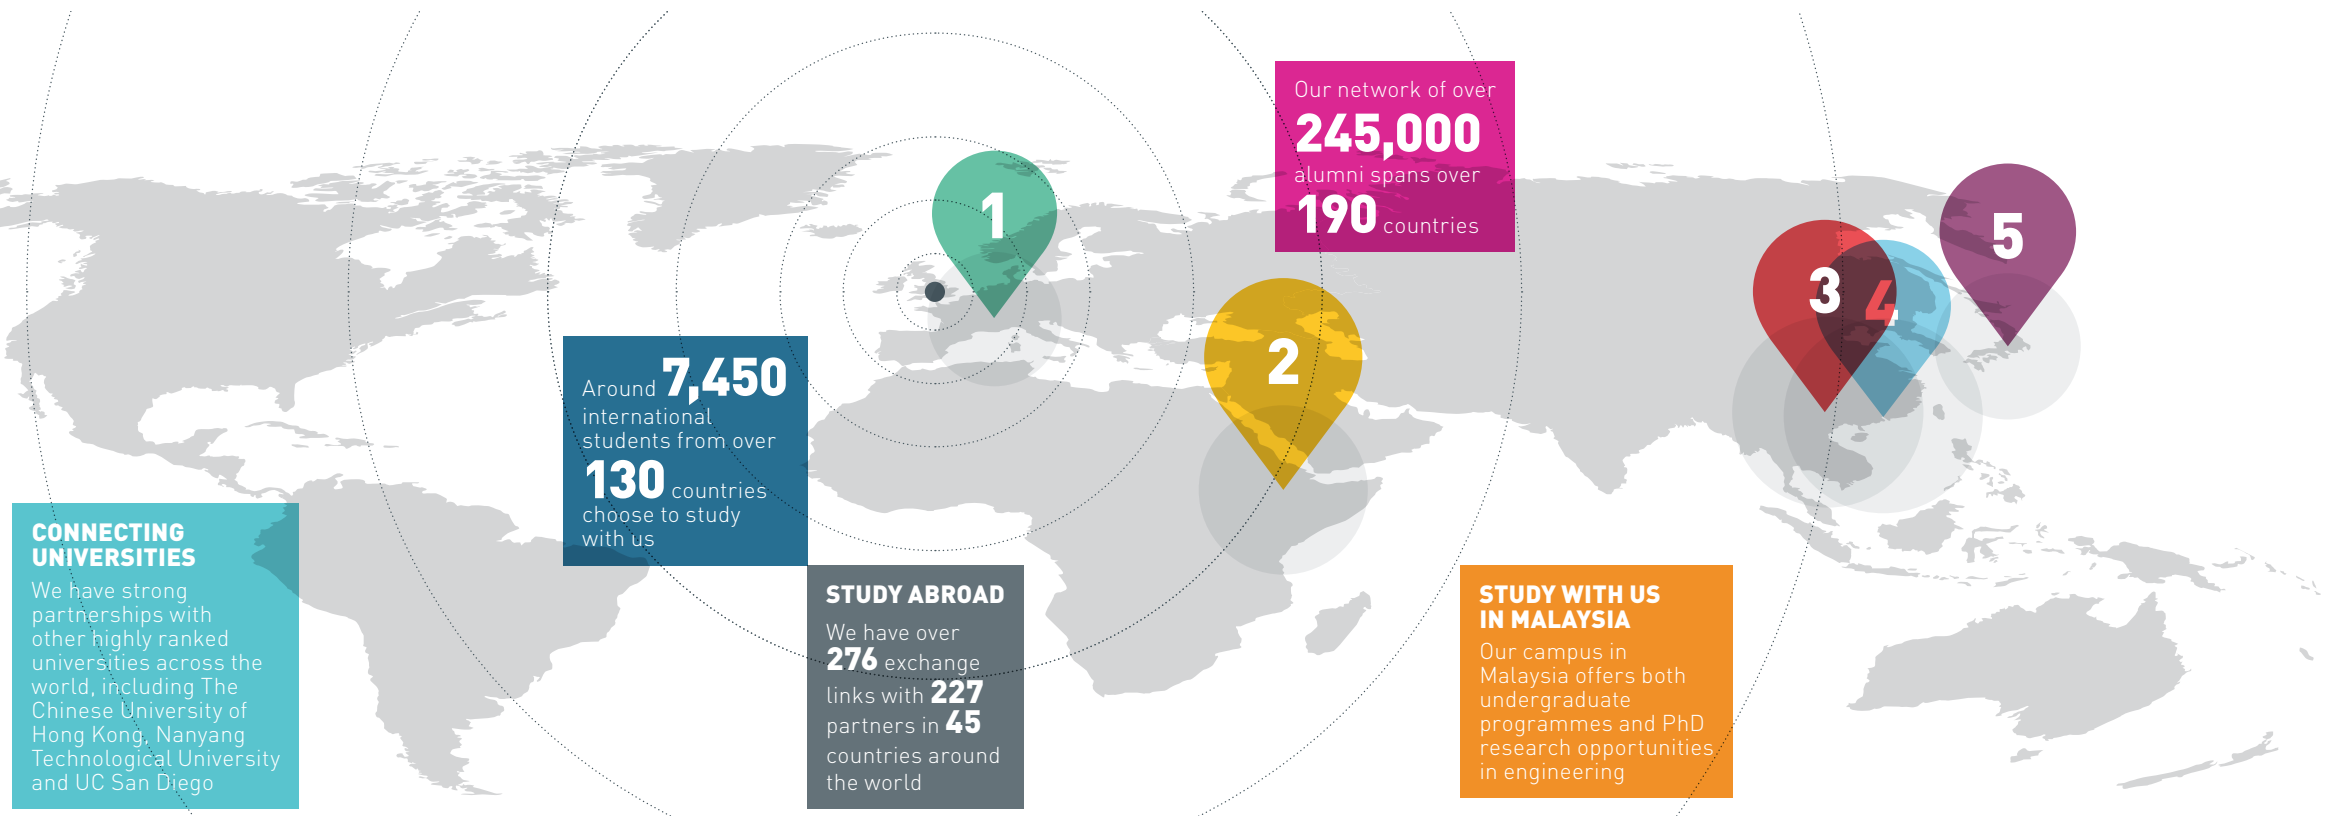 1
2
3
4
5
Our network of over
245,000
alumni spans over
190 countries
Around 7,450
international
students from over
130 countries
choose to study
with us
CONNECTING
UNIVERSITIES
We have strong
partnerships with
other highly ranked
universities across the
world, including The
Chinese University of
Hong Kong, Nanyang
Technological University
and UC San Diego
STUDY ABROAD
We have over
276 exchange
links with 227
partners in 45
countries around
the world
STUDY WITH US
IN MALAYSIA
Our campus in
Malaysia offers both
undergraduate
programmes and PhD
research opportunities
in engineering